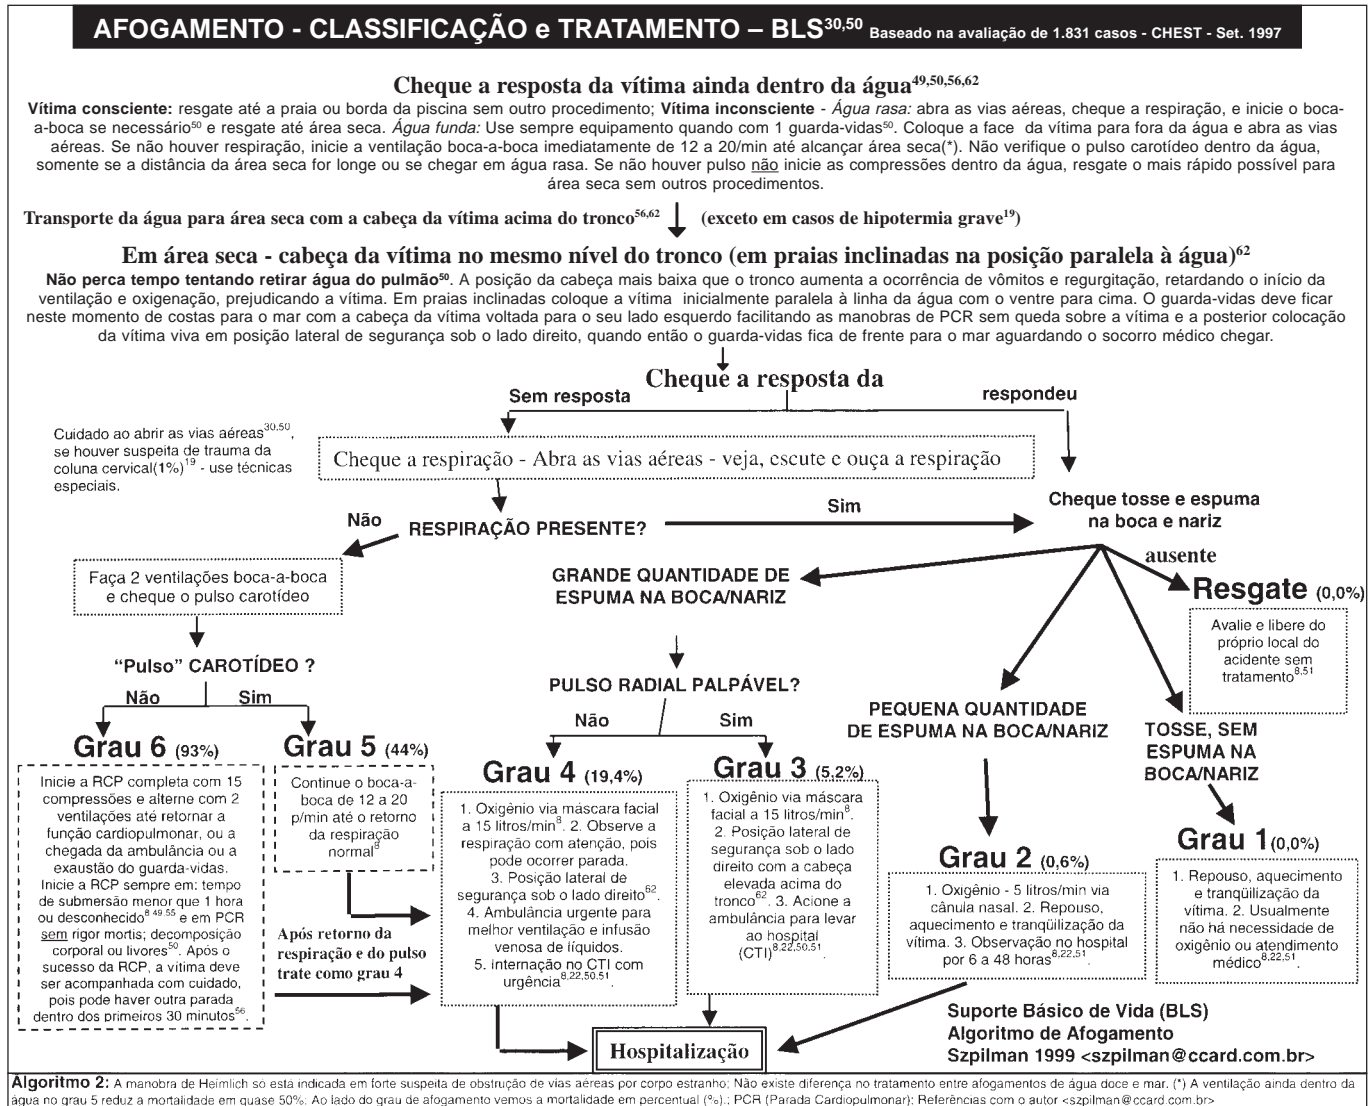 AFOGAMENTO - CLASSIFICAÇÃO e TRATAMENTO – BLS30,50 Baseado na avaliação de 1.831 casos - CHEST - Set. 1997
Cheque a resposta da vítima ainda dentro da água49,50,56,62
Vítima consciente: resgate até a praia ou borda da piscina sem outro procedimento; Vítima inconsciente - Água rasa: abra as vias aéreas, cheque a respiração, e inicie o boca-
a-boca se necessário50 e resgate até área seca. Água funda: Use sempre equipamento quando com 1 guarda-vidas50. Coloque a face da vítima para fora da água e abra as vias
aéreas. Se não houver respiração, inicie a ventilação boca-a-boca imediatamente de 12 a 20/min até alcançar área seca(*). Não verifique o pulso carotídeo dentro da água,
somente se a distância da área seca for longe ou se chegar em água rasa. Se não houver pulso não inicie as compressões dentro da água, resgate o mais rápido possível para
área seca sem outros procedimentos.
Transporte da água para área seca com a cabeça da vítima acima do tronco56,62 (exceto em casos de hipotermia grave19)
Em área seca - cabeça da vítima no mesmo nível do tronco (em praias inclinadas na posição paralela à água)62
Não perca tempo tentando retirar água do pulmão50. A posição da cabeça mais baixa que o tronco aumenta a ocorrência de vômitos e regurgitação, retardando o início da
ventilação e oxigenação, prejudicando a vítima. Em praias inclinadas coloque a vítima inicialmente paralela à linha da água com o ventre para cima. O guarda-vidas deve ficar
neste momento de costas para o mar com a cabeça da vítima voltada para o seu lado esquerdo facilitando as manobras de PCR sem queda sobre a vítima e a posterior colocação
da vítima viva em posição lateral de segurança sob o lado direito, quando então o guarda-vidas fica de frente para o mar aguardando o socorro médico chegar.
Cheque a resposta da
Sem resposta
respondeu
Cuidado ao abrir as vias aéreas30,50,
se houver suspeita de trauma da
coluna cervical(1%)19 - use técnicas
especiais.
Cheque a respiração - Abra as vias aéreas - veja, escute e ouça a respiração
Não
RESPIRAÇÃO PRESENTE?
Sim
Cheque tosse e espuma
na boca e nariz
Faça 2 ventilações boca-a-boca
e cheque o pulso carotídeo
GRANDE QUANTIDADE DE
ESPUMA NA BOCA/NARIZ
ausente
Resgate (0,0%)
Avalie e libere do
próprio local do
acidente sem
tratamento8,51
“Pulso” CAROTÍDEO ?
Não
Sim
PULSO RADIAL PALPÁVEL?
Não
Sim
PEQUENA QUANTIDADE
DE ESPUMA NA BOCA/NARIZ
TOSSE, SEM
ESPUMA NA
BOCA/NARIZ
Grau 6 (93%)
Inicie a RCP completa com 15
compressões e alterne com 2
ventilações até retornar a
função cardiopulmonar, ou a
chegada da ambulância ou a
exaustão do guarda-vidas.
Inicie a RCP sempre em: tempo
de submersão menor que 1 hora
ou desconhecido8,49,55 e em PCR
sem rigor mortis; decomposição
corporal ou livores50. Após o
sucesso da RCP, a vítima deve
ser acompanhada com cuidado,
pois pode haver outra parada
dentro dos primeiros 30 minutos56.
Grau 5 (44%)
Continue o boca-a-
boca de 12 a 20
p/min até o retorno
da respiração
normal8
Após retorno da
respiração e do pulso
trate como grau 4
Grau 4 (19,4%)
1. Oxigênio via máscara facial
a 15 litros/min8. 2. Observe a
respiração com atenção, pois
pode ocorrer parada.
3. Posição lateral de
segurança sob o lado direito62.
4. Ambulância urgente para
melhor ventilação e infusão
venosa de líquidos.
5. Internação no CTI com
urgência8,22,50,51.
Grau 3 (5,2%)
1. Oxigênio via máscara
facial a 15 litros/min8.
2. Posição lateral de
segurança sob o lado
direito com a cabeça
elevada acima do
tronco62. 3. Acione a
ambulância para levar
ao hospital
(CTI)8,22,50,51.
Grau 2 (0,6%)
1. Oxigênio - 5 litros/min via
cânula nasal. 2. Repouso,
aquecimento e tranqüilização da
vítima. 3. Observação no hospital
por 6 a 48 horas8,22,51.
Grau 1(0,0%)
1. Repouso, aquecimento
e tranqüilização da
vítima. 2. Usualmente
não há necessidade de
oxigênio ou atendimento
médico8,22,51.
Hospitalização
Suporte Básico de Vida (BLS)
Algoritmo de Afogamento
Szpilman 1999 <szpilman@ccard.com.br>
Algoritmo 2: A manobra de Heimlich só está indicada em forte suspeita de obstrução de vias aéreas por corpo estranho; Não existe diferença no tratamento entre afogamentos de água doce e mar. (*) A ventilação ainda dentro da
água no grau 5 reduz a mortalidade em quase 50%; Ao lado do grau de afogamento vemos a mortalidade em percentual (%).; PCR (Parada Cardiopulmonar); Referências com o autor <szpilman@ccard.com.br>